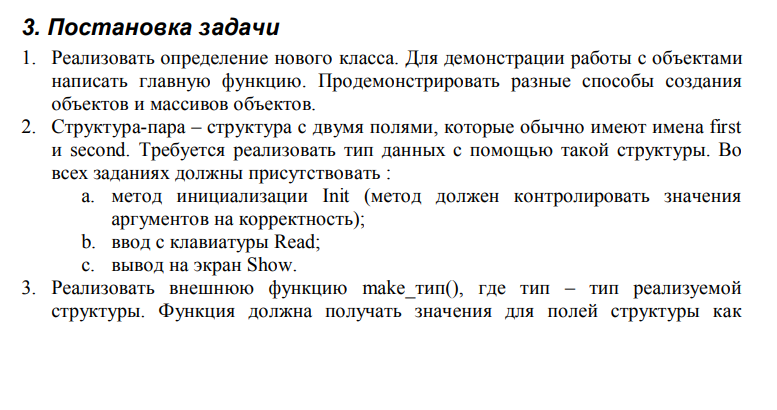 3. Постановка задачи
1. Реализовать определение нового класса. Для демонстрации работы с объектами
написать главную функцию. Продемонстрировать разные способы создания
объектов и массивов объектов.
2. Структура-пара – структура с двумя полями, которые обычно имеют имена first
и second. Требуется реализовать тип данных с помощью такой структуры. Во
всех заданиях должны присутствовать :
a. метод инициализации Init (метод должен контролировать значения
аргументов на корректность);
b. ввод с клавиатуры Read;
c. вывод на экран Show.
3. Реализовать внешнюю функцию make_тип(), где тип – тип реализуемой
структуры. Функция должна получать значения для полей структуры как